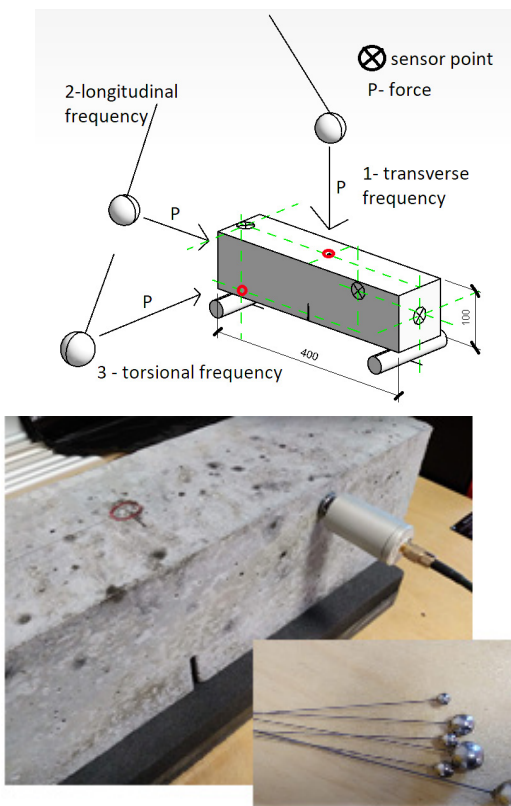 sensor point
P- force
2-longitudinal
frequency
P
1- transverse
frequency
P
P
3 - torsional frequency
400
100